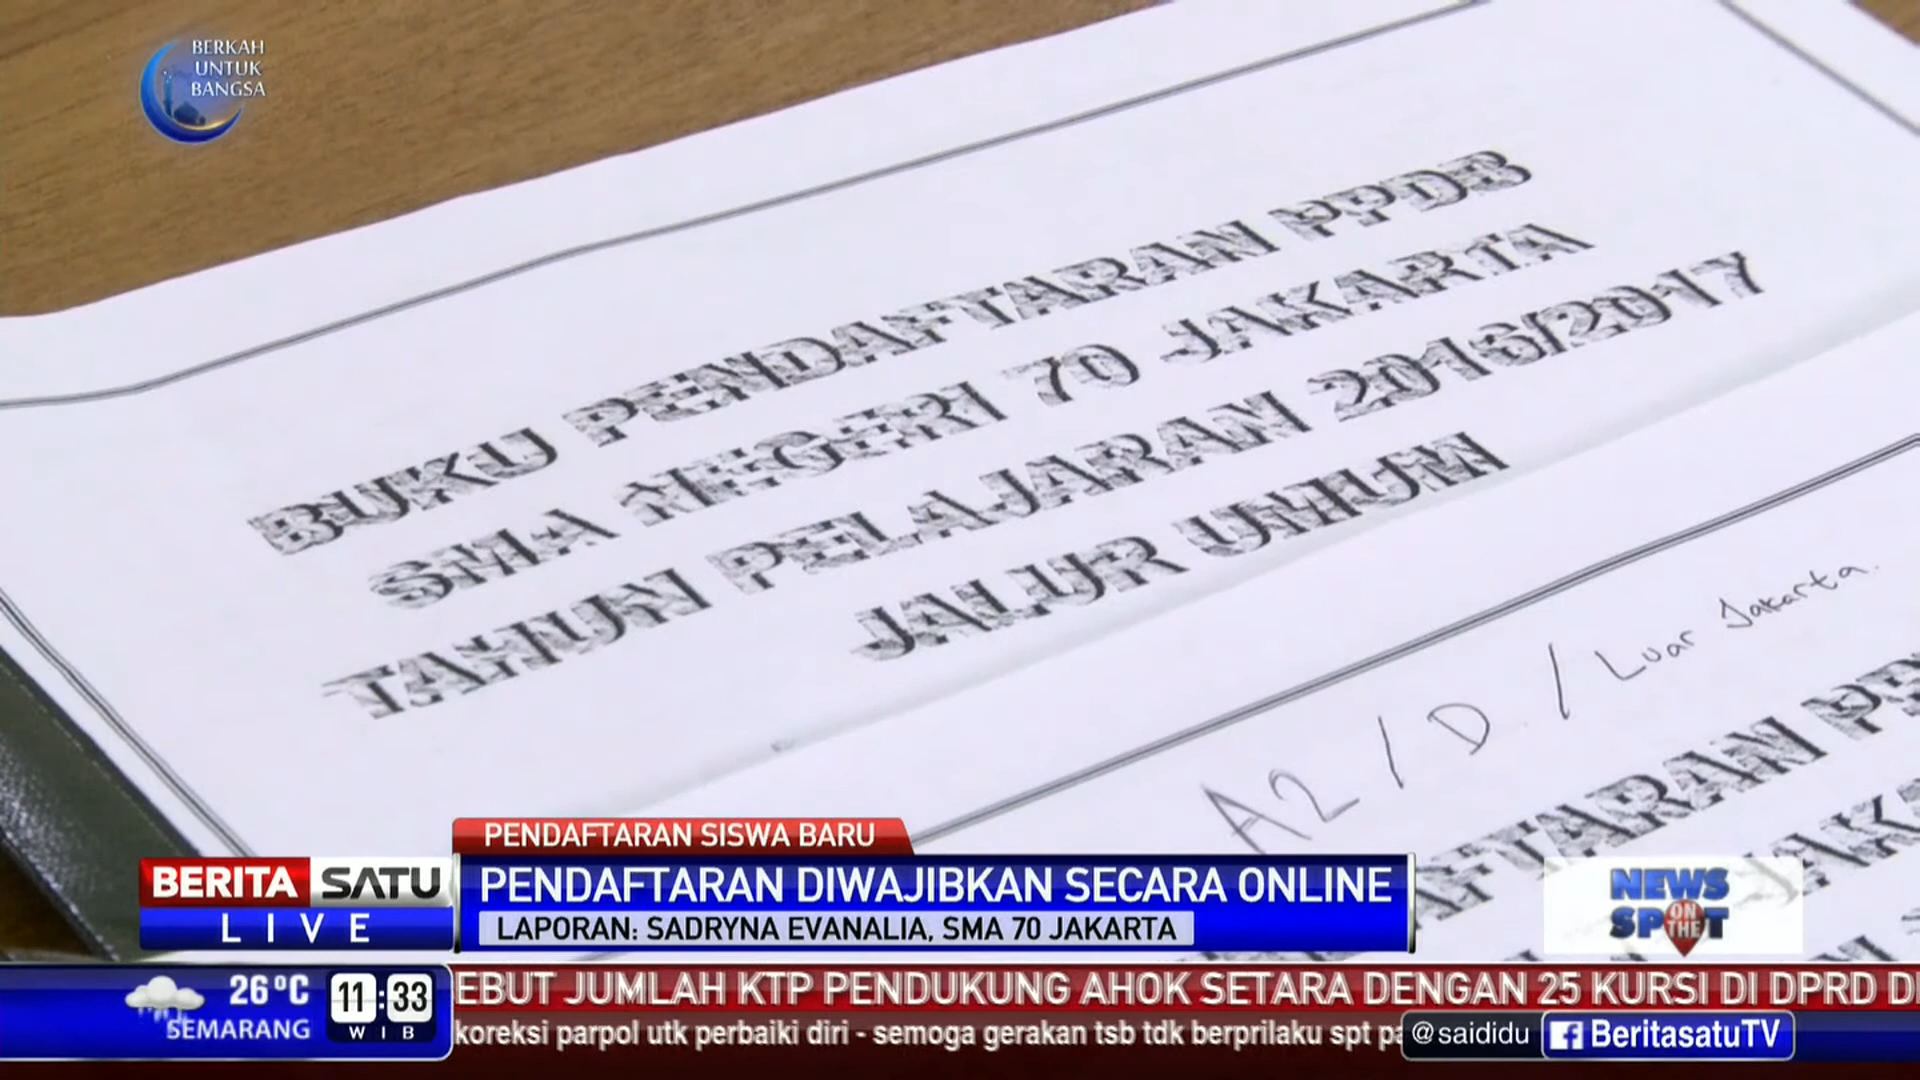 BERKAH
UNTUK
BANGSA
BUKU PENDAFTARAN PPDB
SMA NEGERI 70 JAKARTA
TAHUN PELAJARAN 2016/2017
JALUR UMUM
A2 / D / Luar Jakarta.
FTARAN
PENDAFTARAN SISWA BARU
BERITA SATU
LIVE
PENDAFTARAN DIWAJIBKAN SECARA ONLINE
LAPORAN: SADRYNA EVANALIA, SMA 70 JAKARTA
NEWS
ON THE
SPOT
26°C
SEMARANG
11:33
WIB
EBUT JUMLAH KTP PENDUKUNG AHOK SETARA DENGAN 25 KURSI DI DPRD
koreksi parpol utk perbaiki diri - semoga gerakan tsb tdk berprilaku spt
@saididu
BeritasatuTV